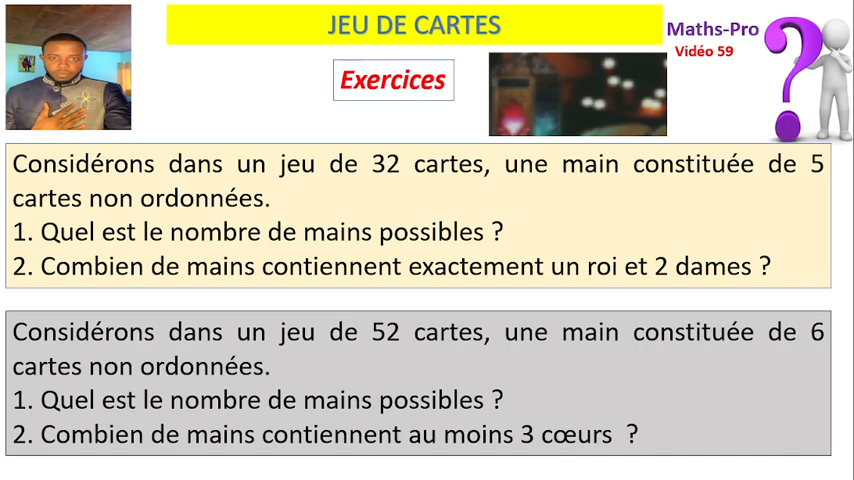 JEU DE CARTES
Maths-Pro
Vidéo 59
Exercices
Considérons dans un jeu de 32 cartes, une main constituée de 5
cartes non ordonnées.
1. Quel est le nombre de mains possibles ?
2. Combien de mains contiennent exactement un roi et 2 dames ?
Considérons dans un jeu de 52 cartes, une main constituée de 6
cartes non ordonnées.
1. Quel est le nombre de mains possibles ?
2. Combien de mains contiennent au moins 3 cœurs ?